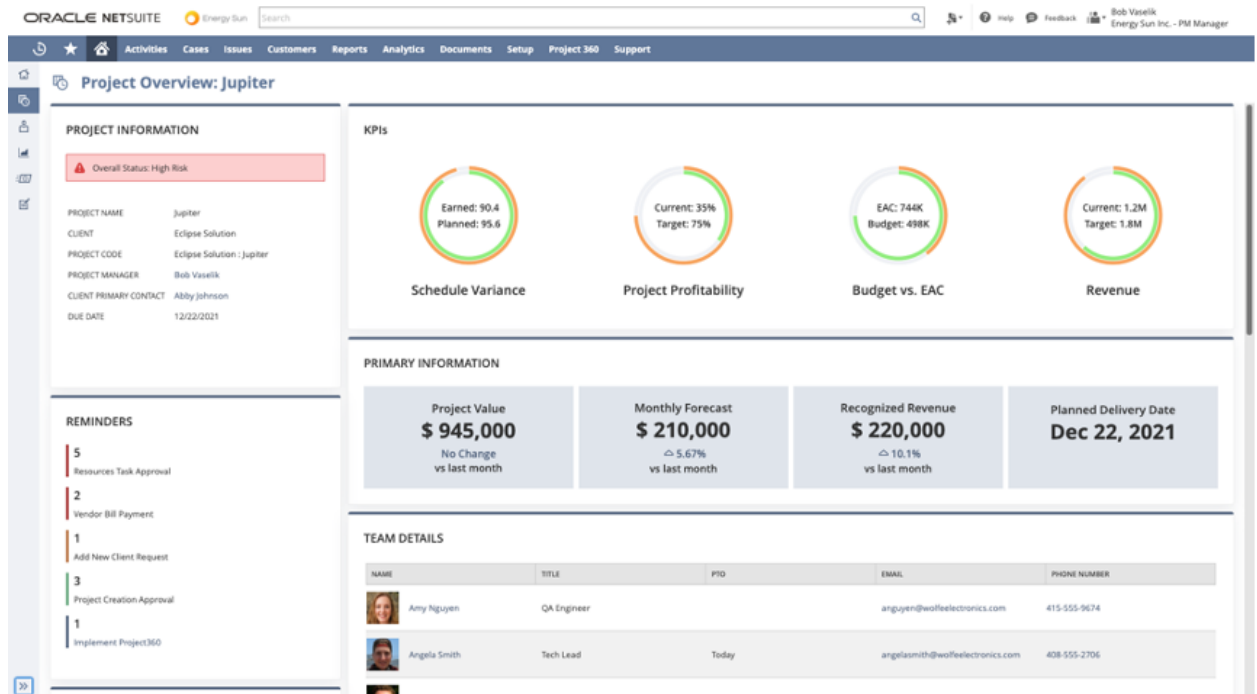 ORACLE NETSUITE
Energy Sun
Search
Help
Feedback
Bob Vaselik
Energy Sun Inc. - PM Manager
Activities
Cases
Issues
Customers
Reports
Analytics
Documents
Setup
Project 360
Support
Project Overview: Jupiter
PROJECT INFORMATION
Overall Status: High Risk
PROJECT NAME Jupiter
CLIENT Eclipse Solution
PROJECT CODE Eclipse Solution : Jupiter
PROJECT MANAGER Bob Vaselik
CLIENT PRIMARY CONTACT Abby Johnson
DUE DATE 12/22/2021
REMINDERS
5
Resources Task Approval
2
Vendor Bill Payment
1
Add New Client Request
3
Project Creation Approval
1
Implement Project360
KPIs
Earned: 90.4
Planned: 95.6
Schedule Variance
Current: 35%
Target: 75%
Project Profitability
EAC: 744K
Budget: 498K
Budget vs. EAC
Current: 1.2M
Target: 1.8M
Revenue
PRIMARY INFORMATION
Project Value
$ 945,000
No Change
vs last month
Monthly Forecast
$ 210,000
5.67%
vs last month
Recognized Revenue
$ 220,000
10.1%
vs last month
Planned Delivery Date
Dec 22, 2021
TEAM DETAILS
NAME TITLE PTO EMAIL PHONE NUMBER
Amy Nguyen QA Engineer anguyen@wolfeelectronics.com 415-555-9674
Angela Smith Tech Lead Today angelasmith@wolfeelectronics.com 408-555-2706